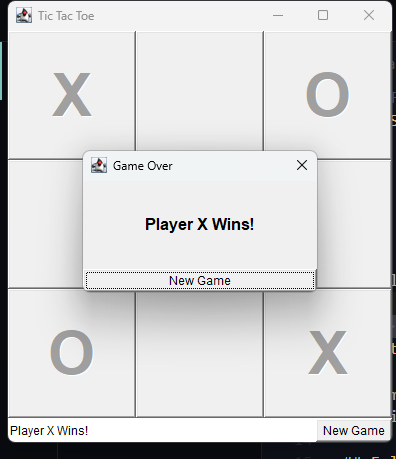 Tic Tac Toe
X
O
Game Over
Player X Wins!
New Game
O
X
Player X Wins!
New Game